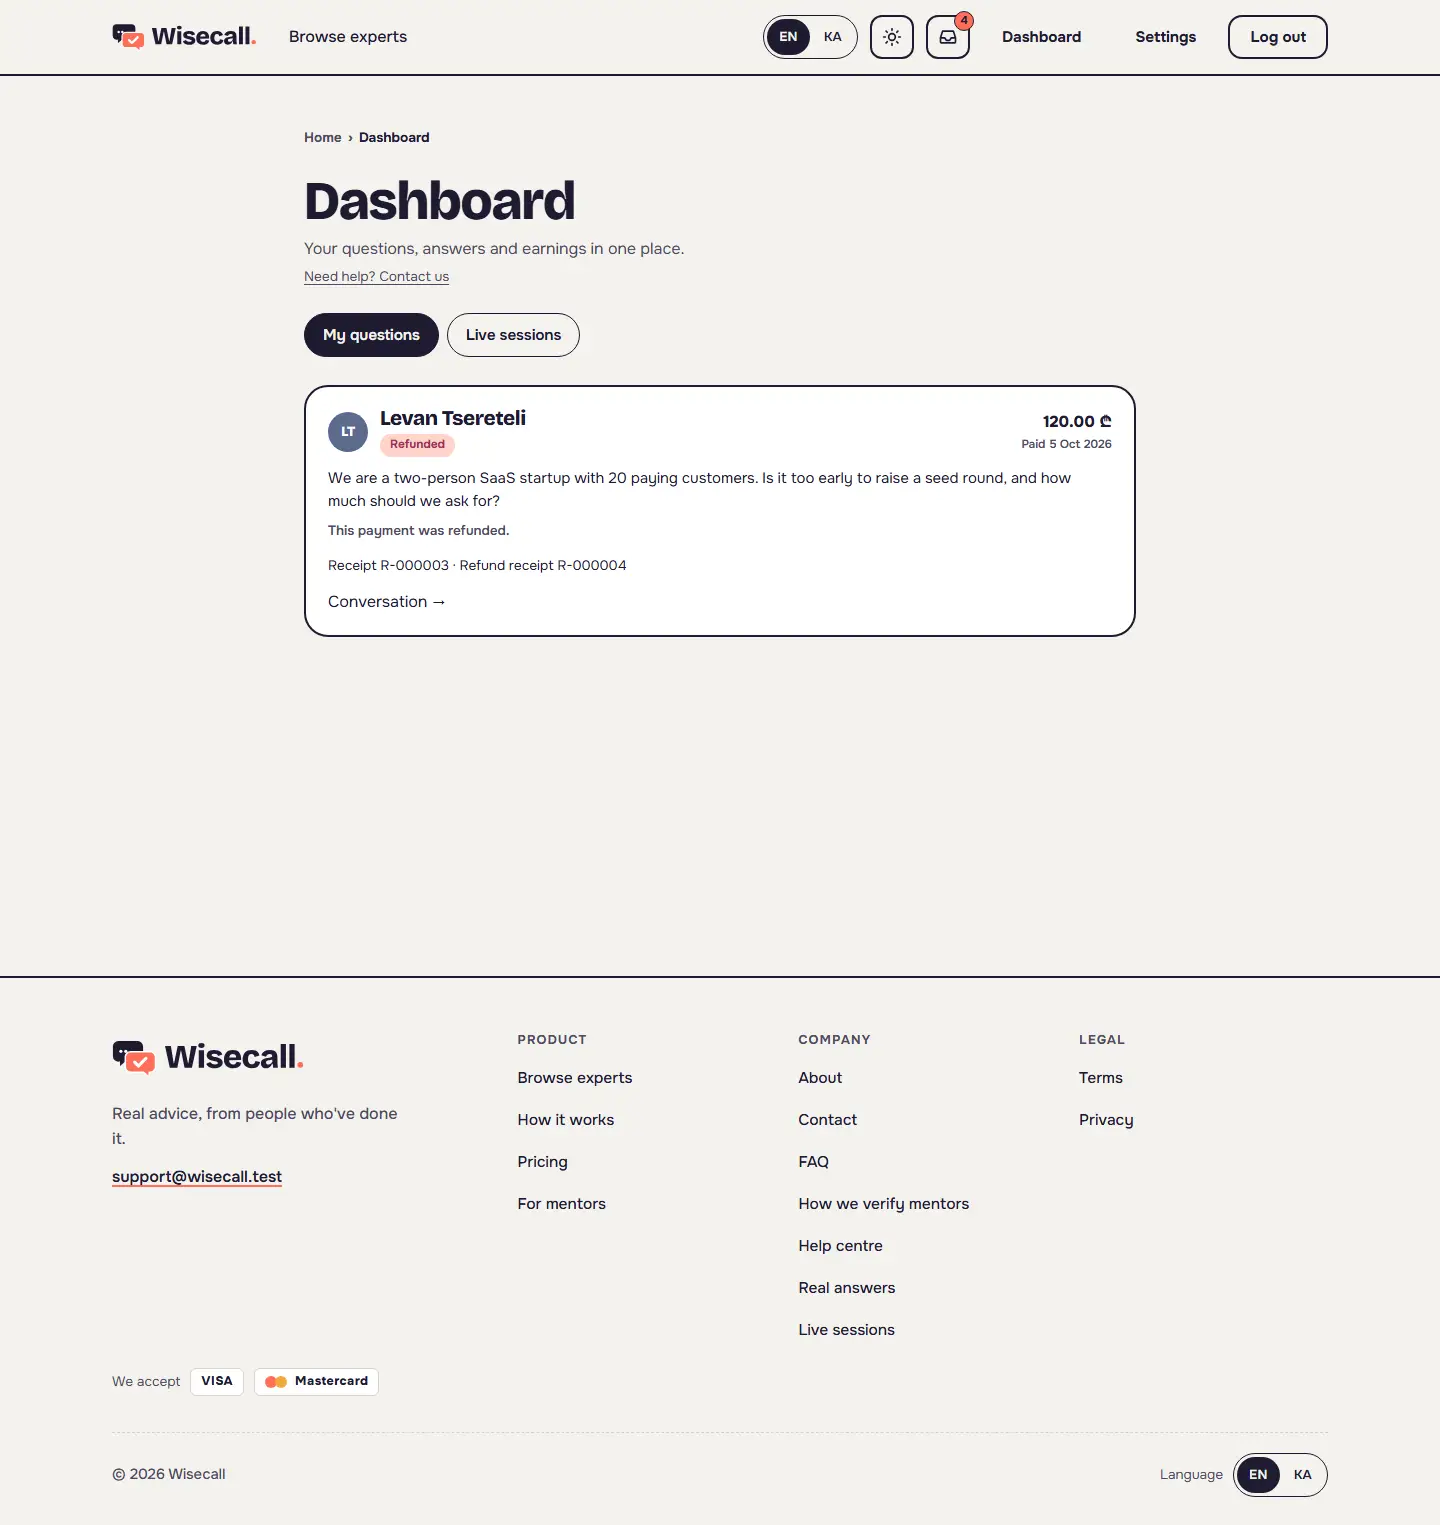 Wisecall.
Browse experts
EN KA
4
Dashboard
Settings
Log out
Home › Dashboard
Dashboard
Your questions, answers and earnings in one place.
Need help? Contact us
My questions
Live sessions
LT
Levan Tsereteli
Refunded
120.00 ₾
Paid 5 Oct 2026
We are a two-person SaaS startup with 20 paying customers. Is it too early to raise a seed round, and how
much should we ask for?
This payment was refunded.
Receipt R-000003 · Refund receipt R-000004
Conversation →
Wisecall.
Real advice, from people who've done
it.
support@wisecall.test
PRODUCT
Browse experts
How it works
Pricing
For mentors
COMPANY
About
Contact
FAQ
How we verify mentors
Help centre
Real answers
Live sessions
LEGAL
Terms
Privacy
We accept
VISA
Mastercard
© 2026 Wisecall
Language
EN KA